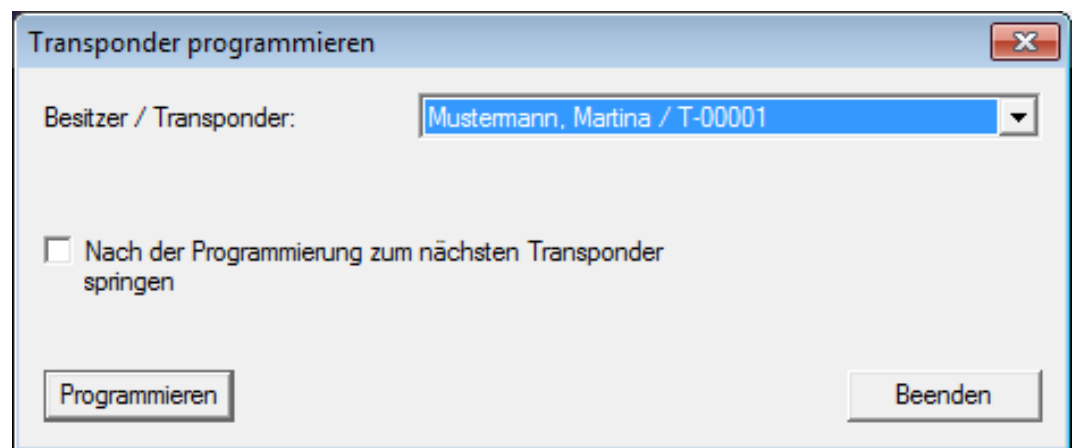 Transponder programmieren
Besitzer / Transponder:
Mustermann, Martina / T-00001
Nach der Programmierung zum nächsten Transponder
springen
Programmieren
Beenden